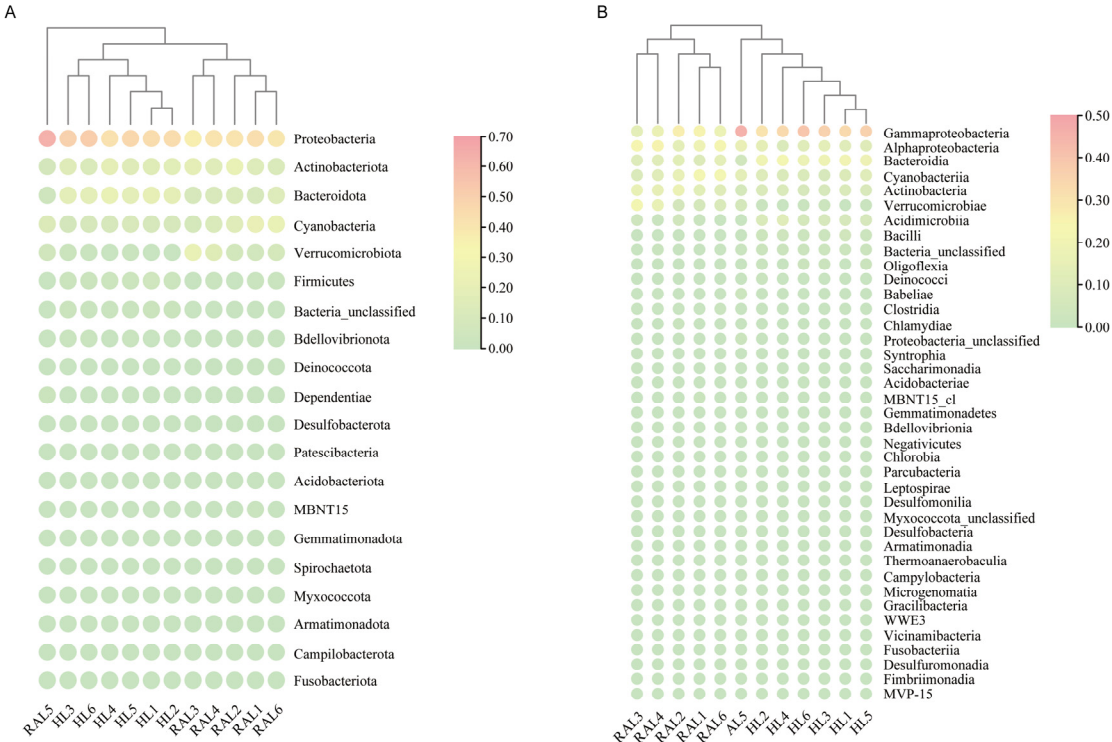 A
B
Proteobacteria
Actinobacteriota
Bacteroidota
Cyanobacteria
Verrucomicrobiota
Firmicutes
Bacteria_unclassified
Bdellovibrionota
Deinococcota
Dependentiae
Desulfobacterota
Patescibacteria
Acidobacteriota
MBNT15
Gemmatimonadota
Spirochaetota
Myxococcota
Armatimonadota
Campilobacterota
Fusobacteriota
RAL5 HL3 HL6 HL4 HL5 HL1 HL2 RAL3 RAL4 RAL2 RAL1 RAL6
0.70
0.60
0.50
0.40
0.30
0.20
0.10
0.00
Gammaproteobacteria
Alphaproteobacteria
Bacteroidia
Cyanobacteriia
Actinobacteria
Verrucomicrobiae
Acidimicrobiia
Bacilli
Bacteria_unclassified
Oligoflexia
Deinococci
Babeliae
Clostridia
Chlamydiae
Proteobacteria_unclassified
Syntrophia
Saccharimonadia
Acidobacteriae
MBNT15_cl
Gemmatimonadetes
Bdellovibrionia
Negativicutes
Chlorobia
Parcubacteria
Leptospirae
Desulfomonilia
Myxococcota_unclassified
Desulfobacteria
Armatimonadia
Thermoanaerobaculia
Campylobacteria
Microgenomatia
Gracilibacteria
WWE3
Vicinamibacteria
Fusobacteriia
Desulfuromonadia
Fimbriimonadia
MVP-15
RAL3 RAL4 RAL2 RAL1 RAL6 AL5 HL2 HL4 HL6 HL3 HL1 HL5
0.50
0.40
0.30
0.20
0.10
0.00